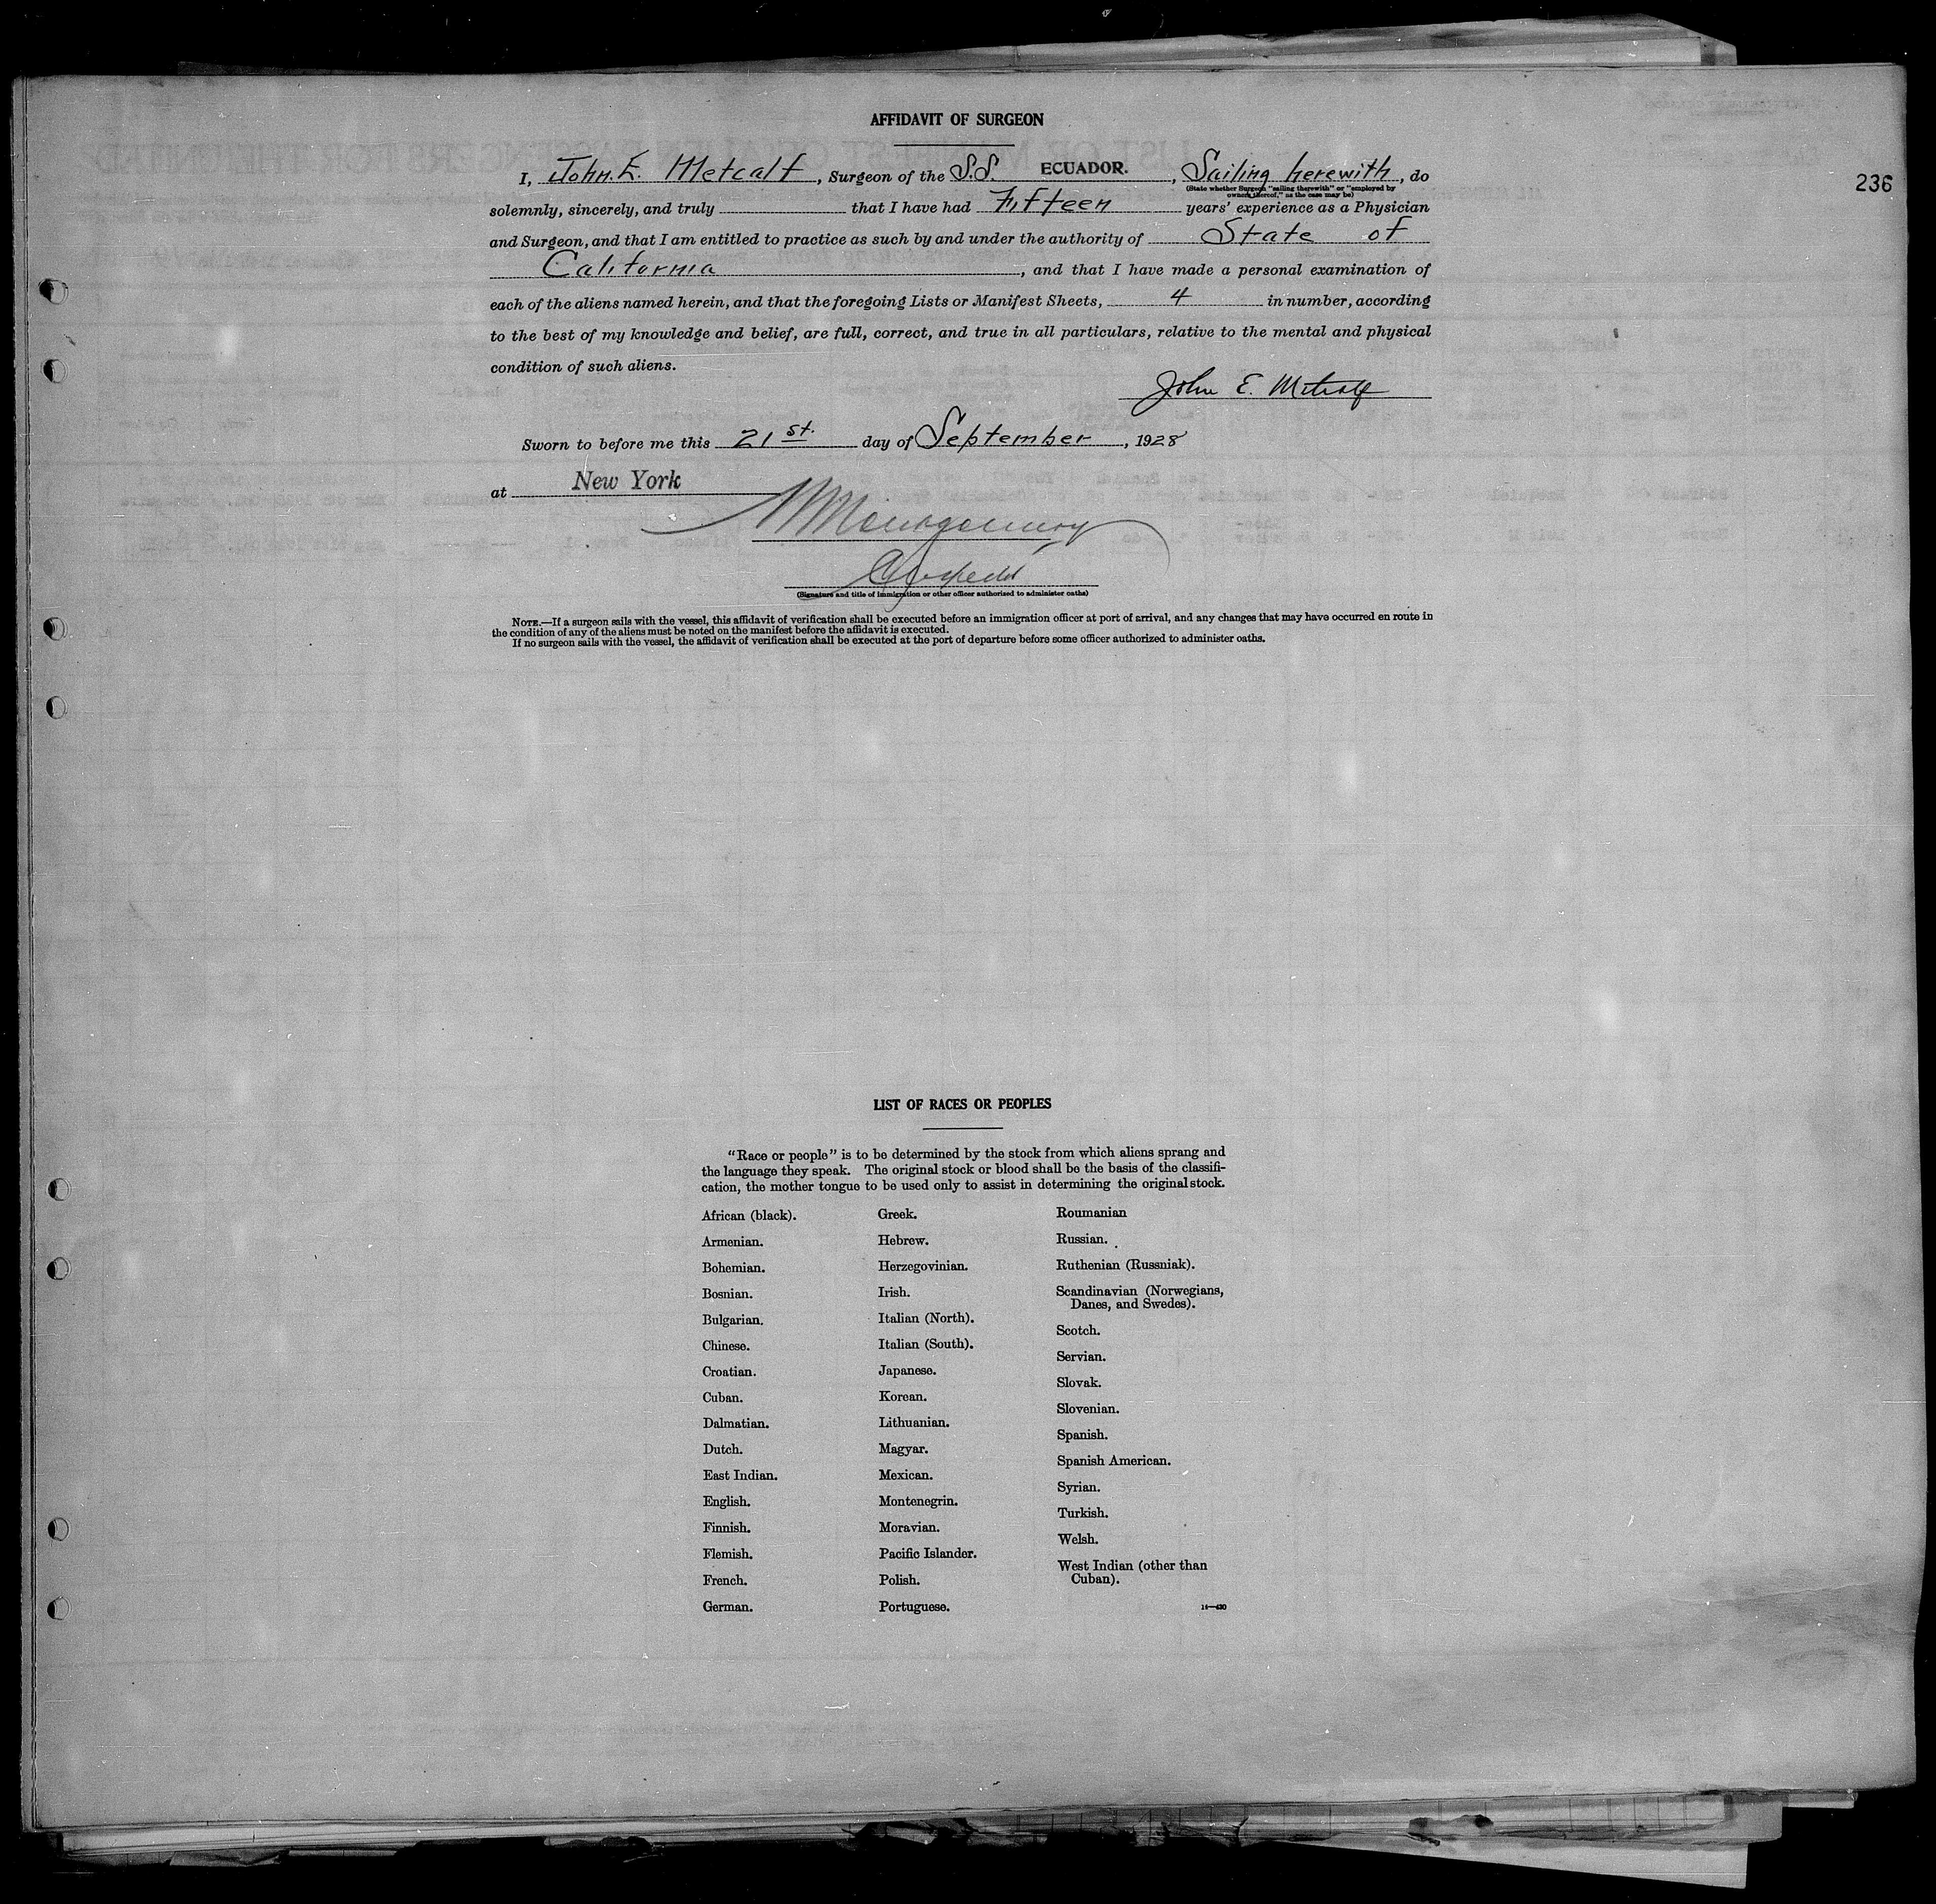 AFFIDAVIT OF SURGEON
I, John E. Metcalf, Surgeon of the S.S. ECUADOR., Sailing herewith, do
(State whether Surgeon "sailing therewith" or "employed by
owners thereof," as the case may be)
236
solemnly, sincerely, and truly that I have had Fifteen years' experience as a Physician
and Surgeon, and that I am entitled to practice as such by and under the authority of State of
California, and that I have made a personal examination of
each of the aliens named herein, and that the foregoing Lists or Manifest Sheets, 4 in number, according
to the best of my knowledge and belief, are full, correct, and true in all particulars, relative to the mental and physical
condition of such aliens.
John E. Metcalf
Sworn to before me this 21st. day of September, 1928
at New York
Montgomery
(Signature and title of immigration or other officer authorized to administer oaths)
NOTE.—If a surgeon sails with the vessel, this affidavit of verification shall be executed before an immigration officer at port of arrival, and any changes that may have occurred en route in
the condition of any of the aliens must be noted on the manifest before the affidavit is executed.
If no surgeon sails with the vessel, the affidavit of verification shall be executed at the port of departure before some officer authorized to administer oaths.
LIST OF RACES OR PEOPLES
"Race or people" is to be determined by the stock from which aliens sprang and
the language they speak. The original stock or blood shall be the basis of the classifi-
cation, the mother tongue to be used only to assist in determining the original stock.
African (black).
Armenian.
Bohemian.
Bosnian.
Bulgarian.
Chinese.
Croatian.
Cuban.
Dalmatian.
Dutch.
East Indian.
English.
Finnish.
Flemish.
French.
German.
Greek.
Hebrew.
Herzegovinian.
Irish.
Italian (North).
Italian (South).
Japanese.
Korean.
Lithuanian.
Magyar.
Mexican.
Montenegrin.
Moravian.
Pacific Islander.
Polish.
Portuguese.
Roumanian
Russian.
Ruthenian (Russniak).
Scandinavian (Norwegians,
Danes, and Swedes).
Scotch.
Servian.
Slovak.
Slovenian.
Spanish.
Spanish American.
Syrian.
Turkish.
Welsh.
West Indian (other than
Cuban).